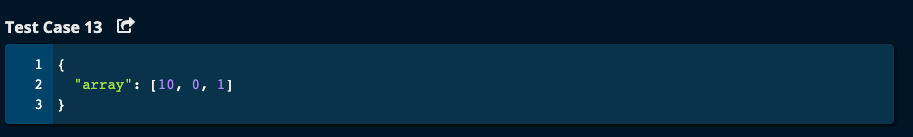 Test Case 13
1 {
2 "array": [10, 0, 1]
3 }